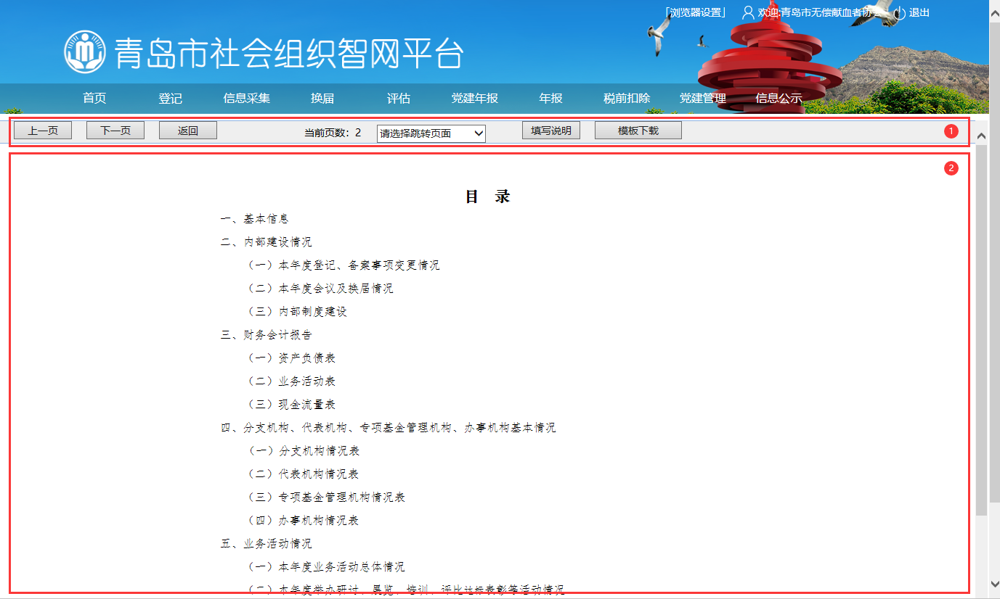 「浏览器设置」 欢迎:青岛市无偿献血者协会 退出
青岛市社会组织智网平台
首页 登记 信息采集 换届 评估 党建年报 年报 税前扣除 党建管理 信息公示
上一页 下一页 返回 当前页数：2 请选择跳转页面 填写说明 模板下载 1
2
目 录
一、基本信息
二、内部建设情况
（一）本年度登记、备案事项变更情况
（二）本年度会议及换届情况
（三）内部制度建设
三、财务会计报告
（一）资产负债表
（二）业务活动表
（三）现金流量表
四、分支机构、代表机构、专项基金管理机构、办事机构基本情况
（一）分支机构情况表
（二）代表机构情况表
（三）专项基金管理机构情况表
（四）办事机构情况表
五、业务活动情况
（一）本年度业务活动总体情况
（二）本年度举办研讨、展览、培训、评比达标表彰等活动情况